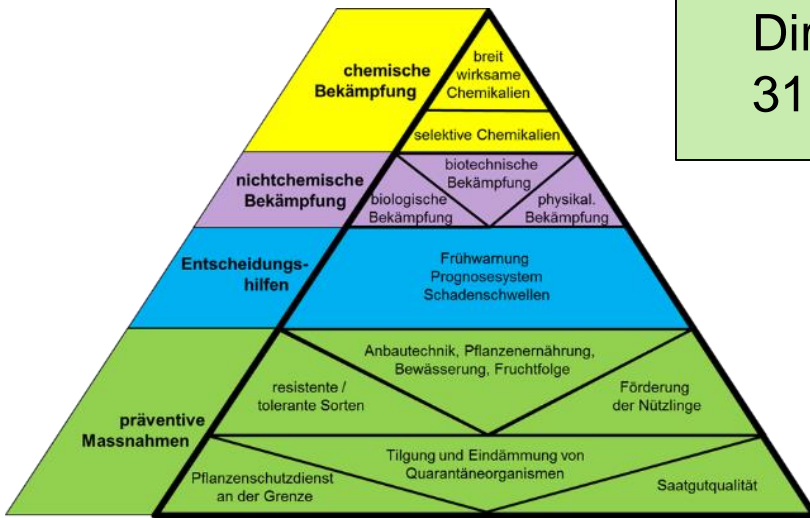 Dir
31
chemische
Bekämpfung
breit
wirksame
Chemikalien
selektive Chemikalien
nichtchemische
Bekämpfung
biotechnische
Bekämpfung
biologische
Bekämpfung
physikal.
Bekämpfung
Entscheidungs-
hilfen
Frühwarnung
Prognosesystem
Schadenschwellen
präventive
Massnahmen
Anbautechnik, Pflanzenernährung,
Bewässerung, Fruchtfolge
resistente /
tolerante Sorten
Förderung
der Nützlinge
Tilgung und Eindämmung von
Quarantäneorganismen
Pflanzenschutzdienst
an der Grenze
Saatgutqualität